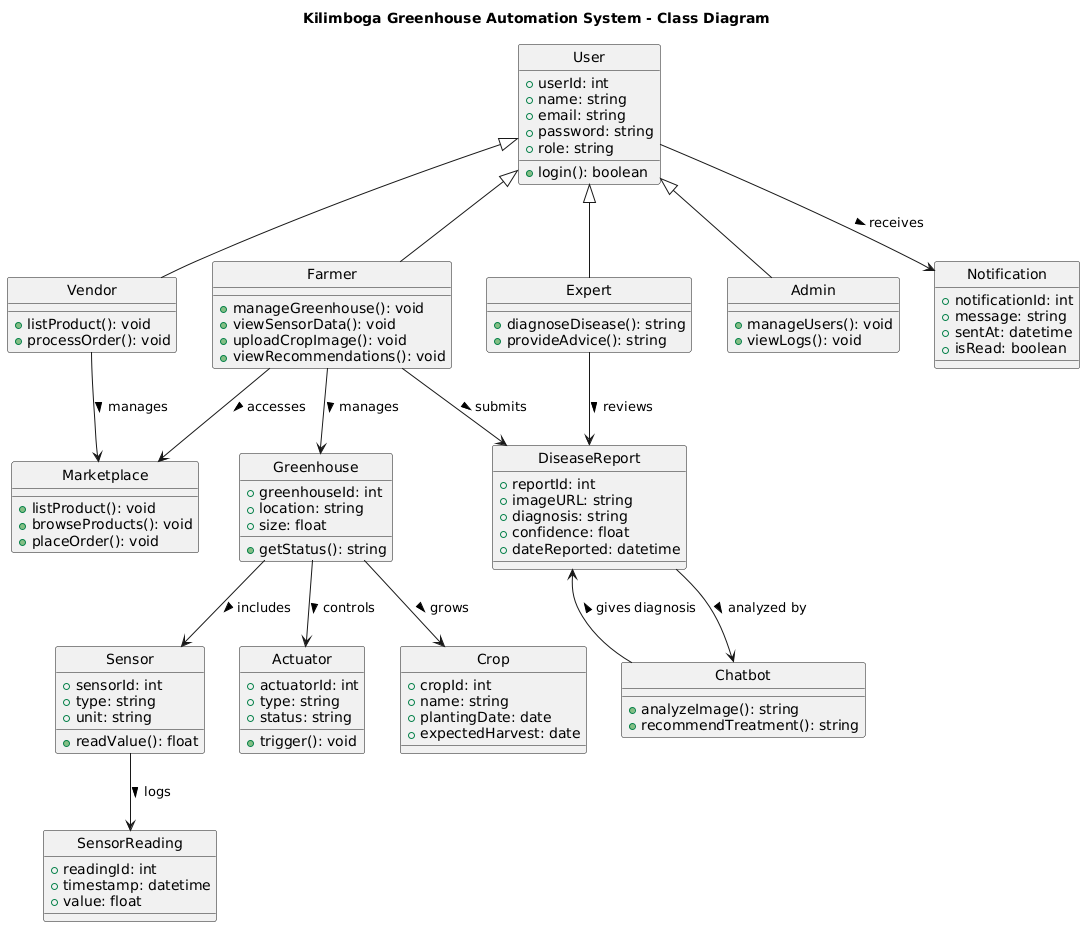 Kilimboga Greenhouse Automation System - Class Diagram
User
userId: int
name: string
email: string
password: string
role: string
login(): boolean
receives
Vendor
listProduct(): void
processOrder(): void
Farmer
manageGreenhouse(): void
viewSensorData(): void
uploadCropImage(): void
viewRecommendations(): void
Expert
diagnoseDisease(): string
provideAdvice(): string
Admin
manageUsers(): void
viewLogs(): void
Notification
notificationId: int
message: string
sentAt: datetime
isRead: boolean
manages
accesses
manages
submits
reviews
Marketplace
listProduct(): void
browseProducts(): void
placeOrder(): void
Greenhouse
greenhouseId: int
location: string
size: float
getStatus(): string
DiseaseReport
reportId: int
imageURL: string
diagnosis: string
confidence: float
dateReported: datetime
includes
controls
grows
gives diagnosis
analyzed by
Sensor
sensorId: int
type: string
unit: string
readValue(): float
Actuator
actuatorId: int
type: string
status: string
trigger(): void
Crop
cropId: int
name: string
plantingDate: date
expectedHarvest: date
Chatbot
analyzeImage(): string
recommendTreatment(): string
logs
SensorReading
readingId: int
timestamp: datetime
value: float